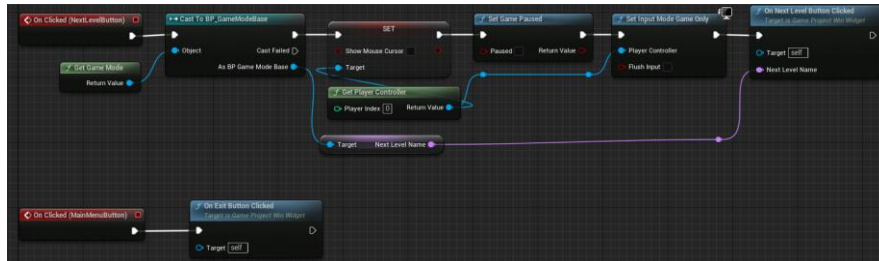 On Clicked (NextLevelButton)
Cast To BP_GameModeBase
Object
Cast Failed
As BP Game Mode Base
Get Game Mode
Return Value
SET
Show Mouse Cursor
Target
Get Player Controller
Player Index 0
Return Value
Target
Next Level Name
Set Game Paused
Paused
Return Value
Set Input Mode Game Only
Player Controller
Flush Input
On Next Level Button Clicked
Target is Game Project Win Widget
Target self
Next Level Name
On Clicked (MainMenuButton)
On Exit Button Clicked
Target is Game Project Win Widget
Target self